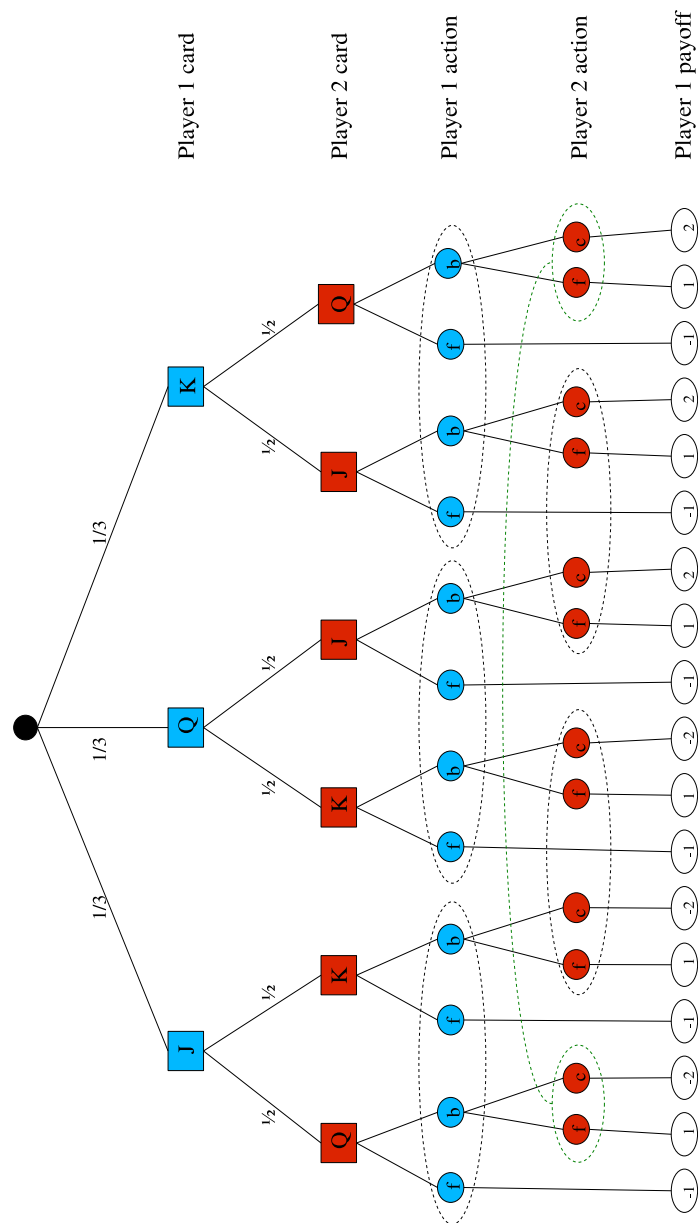 1/3 1/3 1/3
J Q K Player 1 card
½ ½ ½ ½ ½ ½
Q K K J J Q Player 2 card
f b f b f b f b f b f b Player 1 action
f c f c f c f c f c f c Player 2 action
-1 1 -2 -1 1 -2 -1 1 -2 -1 1 2 -1 1 2 -1 1 2 Player 1 payoff